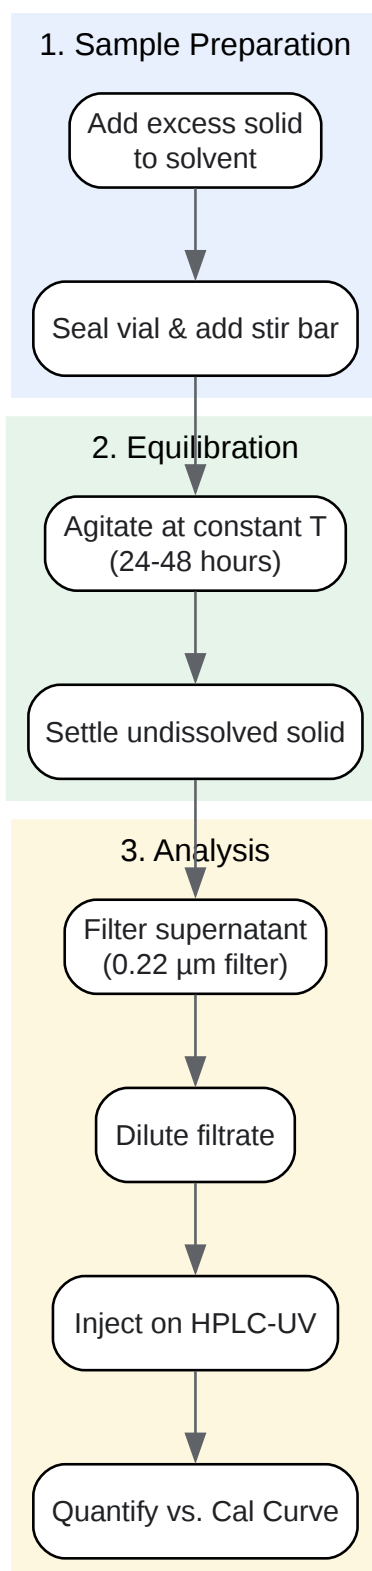 1. Sample Preparation
Add excess solid
to solvent
Seal vial & add stir bar
2. Equilibration
Agitate at constant T
(24-48 hours)
Settle undissolved solid
3. Analysis
Filter supernatant
(0.22 µm filter)
Dilute filtrate
Inject on HPLC-UV
Quantify vs. Cal Curve